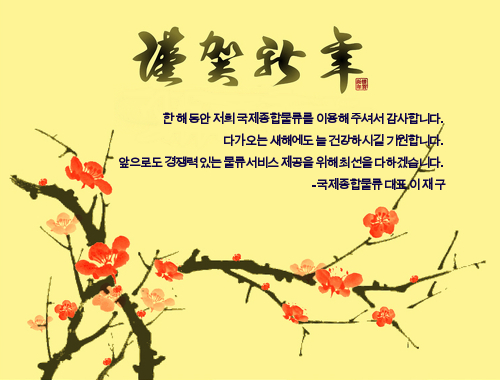 謹賀新年
한 해 동안 저희 국제종합물류를 이용해 주셔서 감사합니다.
다가오는 새해에도 늘 건강하시길 기원합니다.
앞으로도 경쟁력 있는 물류서비스 제공을 위해 최선을 다하겠습니다.
-국제종합물류 대표 이 재 구